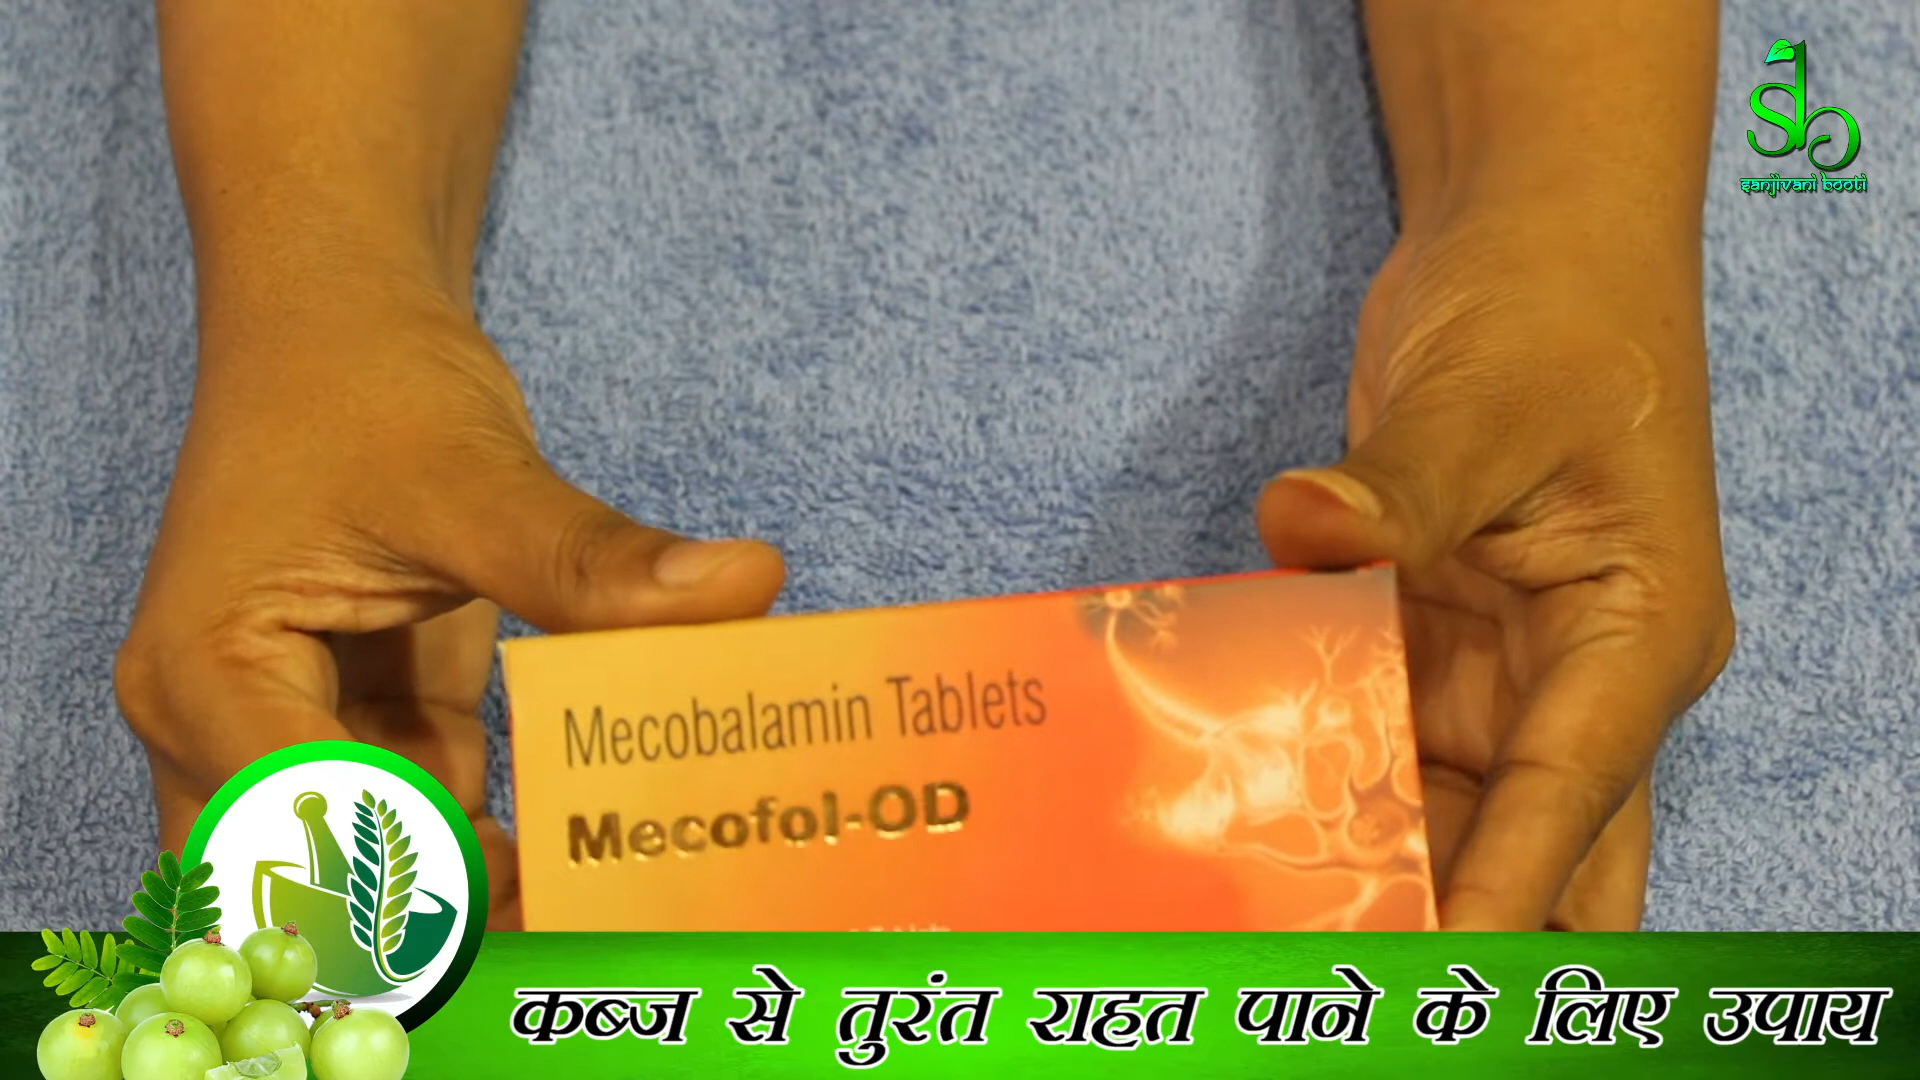 sanjivani booti
Mecobalamin Tablets
Mecofol-OD
कब्ज से तुरंत राहत पाने के लिए उपाय